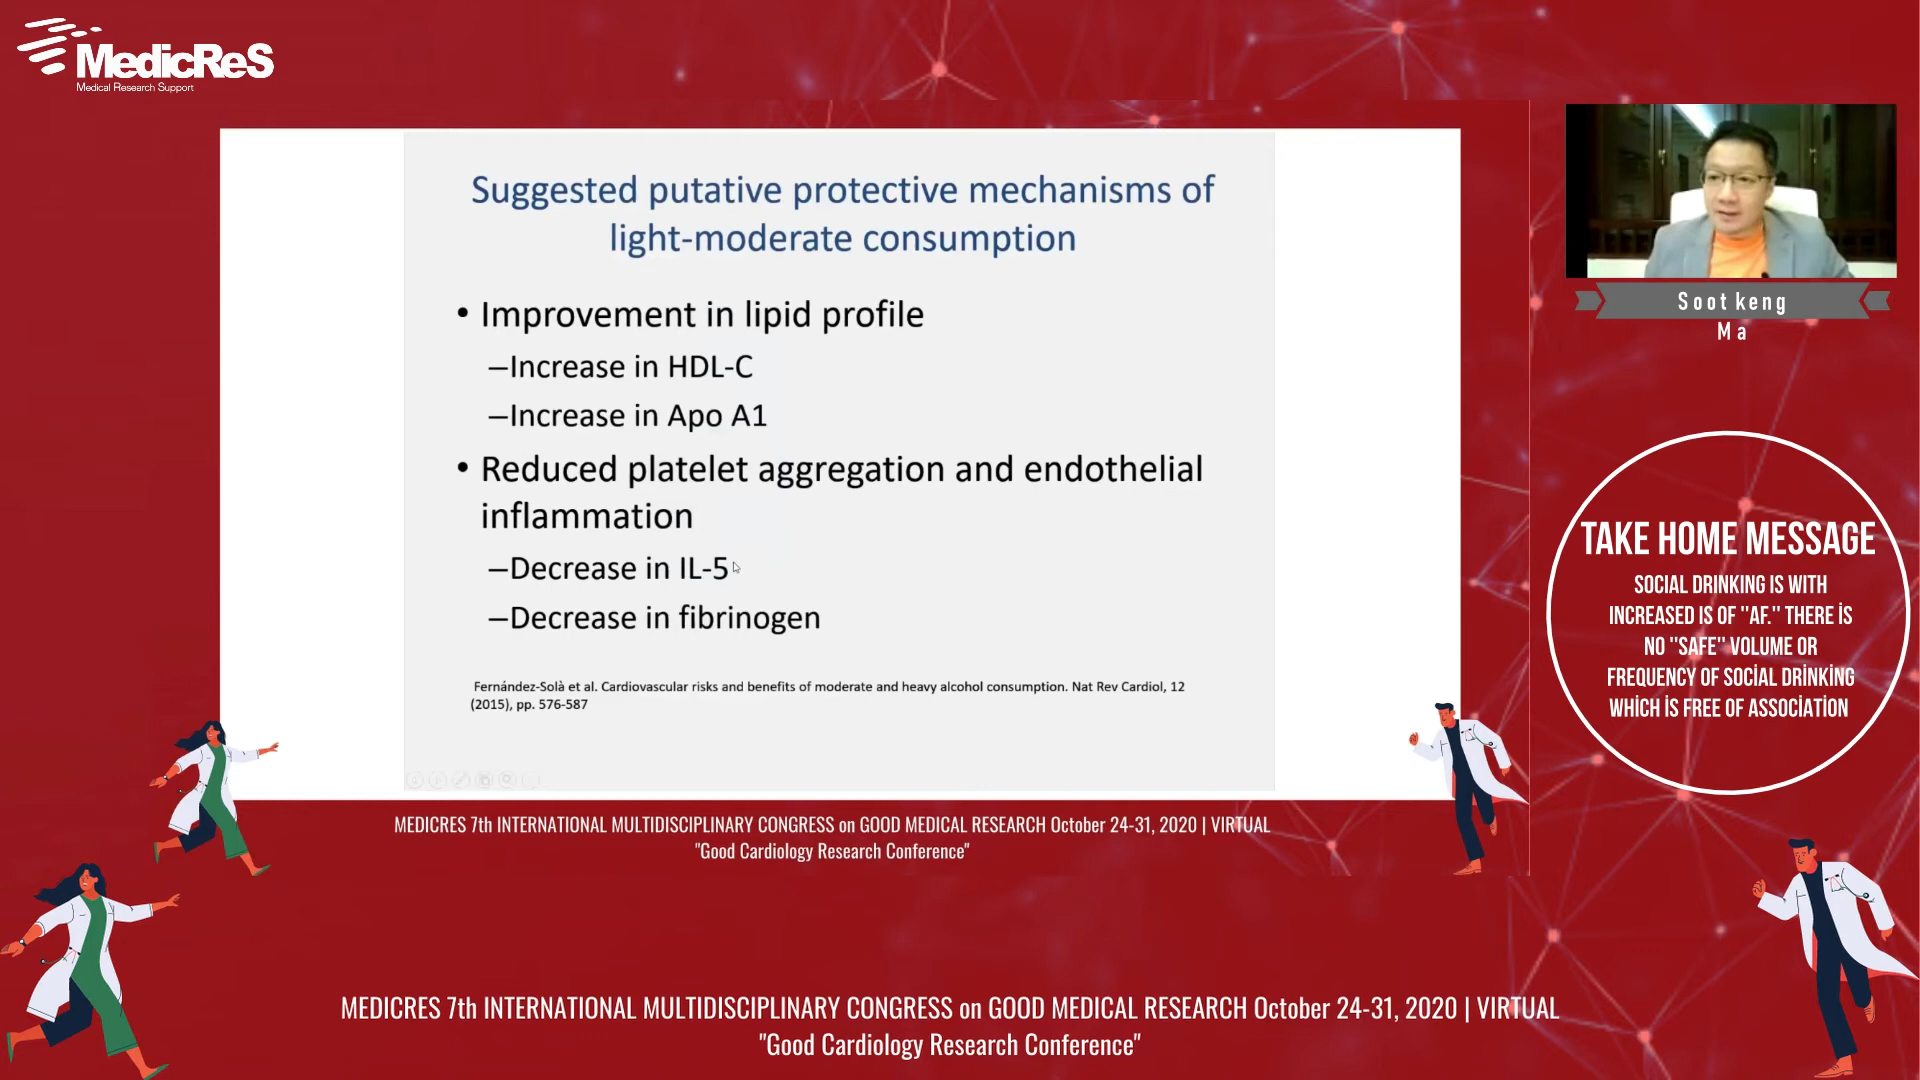 MedicReS
Medical Research Support
Suggested putative protective mechanisms of
light-moderate consumption
• Improvement in lipid profile
–Increase in HDL-C
–Increase in Apo A1
• Reduced platelet aggregation and endothelial
inflammation
–Decrease in IL-5
–Decrease in fibrinogen
Fernández-Solà et al. Cardiovascular risks and benefits of moderate and heavy alcohol consumption. Nat Rev Cardiol, 12
(2015), pp. 576-587
MEDICRES 7th INTERNATIONAL MULTIDISCIPLINARY CONGRESS on GOOD MEDICAL RESEARCH October 24-31, 2020 | VIRTUAL
"Good Cardiology Research Conference"
Soot keng
Ma
TAKE HOME MESSAGE
SOCIAL DRINKING IS WITH
INCREASED IS OF "AF." THERE İS
NO "SAFE" VOLUME OR
FREQUENCY OF SOCİAL DRİNKİNG
WHİCH İS FREE OF ASSOCİATİON
MEDICRES 7th INTERNATIONAL MULTIDISCIPLINARY CONGRESS on GOOD MEDICAL RESEARCH October 24-31, 2020 | VIRTUAL
"Good Cardiology Research Conference"